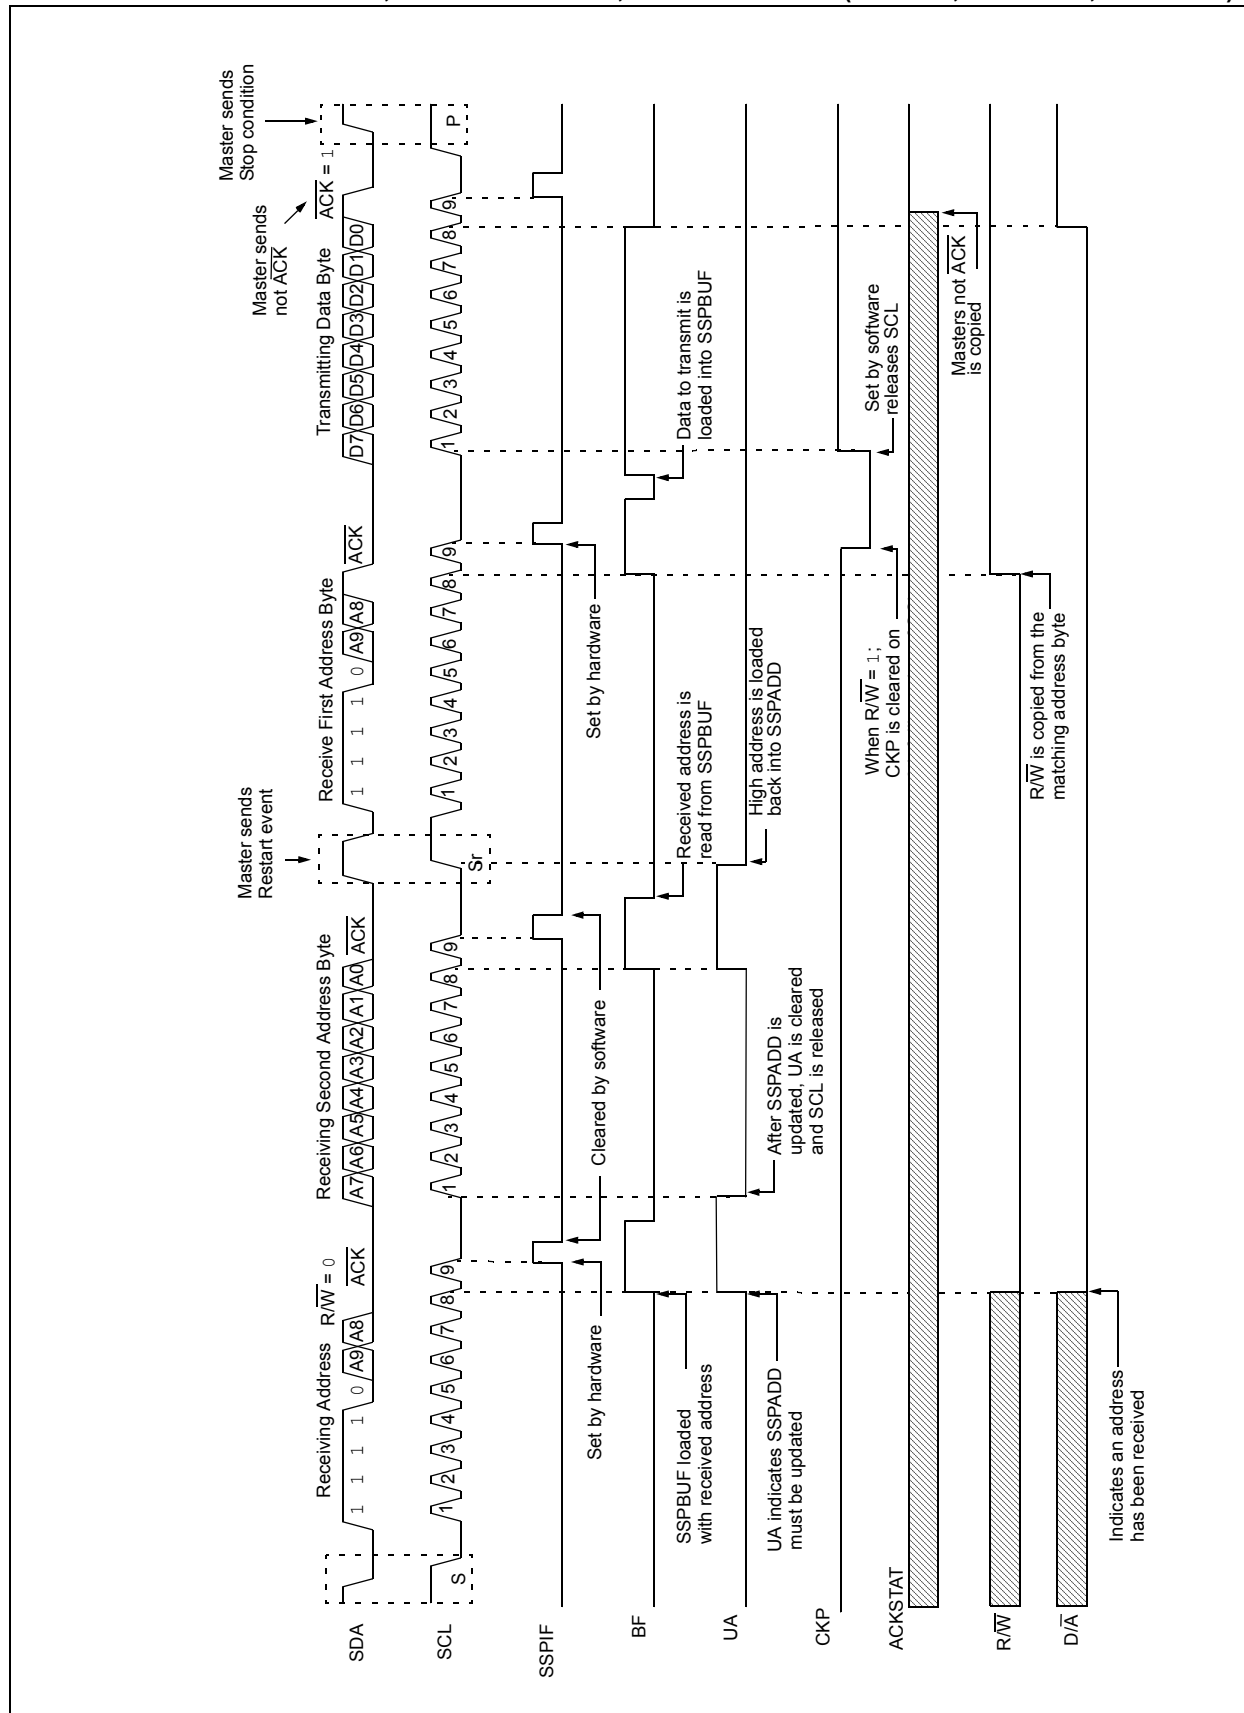 Master sends
Stop condition
Master sends
not ACK
ACK = 1
Transmitting Data Byte
D7 D6 D5 D4 D3 D2 D1 D0
Receive First Address Byte
1 1 1 1 0 A9 A8
ACK
Master sends
Restart event
Receiving Second Address Byte
A7 A6 A5 A4 A3 A2 A1 A0
ACK
Receiving Address
R/W = 0
1 1 1 1 0 A9 A8
ACK
SDA
SCL
S
1 2 3 4 5 6 7 8 9
1 2 3 4 5 6 7 8 9
Sr
1 2 3 4 5 6 7 8 9
1 2 3 4 5 6 7 8 9
P
SSPIF
Set by hardware
Cleared by software
Set by hardware
BF
SSPBUF loaded
with received address
Received address is
read from SSPBUF
Data to transmit is
loaded into SSPBUF
UA
UA indicates SSPADD
must be updated
After SSPADD is
updated, UA is cleared
and SCL is released
High address is loaded
back into SSPADD
CKP
When R/W = 1;
CKP is cleared on
Set by software
releases SCL
ACKSTAT
Masters not ACK
is copied
R/W
R/W is copied from the
matching address byte
D/A
Indicates an address
has been received